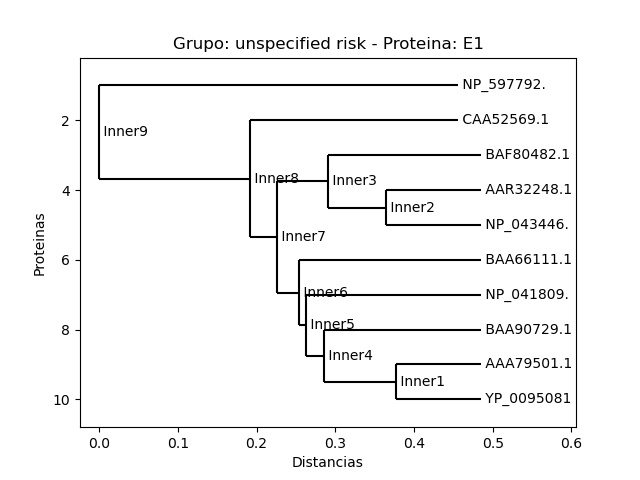 Grupo: unspecified risk - Proteina: E1
NP_597792.
Inner9
2
CAA52569.1
BAF80482.1
Inner8
Inner3
4
AAR32248.1
Inner2
NP_043446.
Inner7
Proteinas
6
BAA66111.1
Inner6
NP_041809.
Inner5
8
BAA90729.1
Inner4
AAA79501.1
Inner1
10
YP_0095081
0.0 0.1 0.2 0.3 0.4 0.5 0.6
Distancias